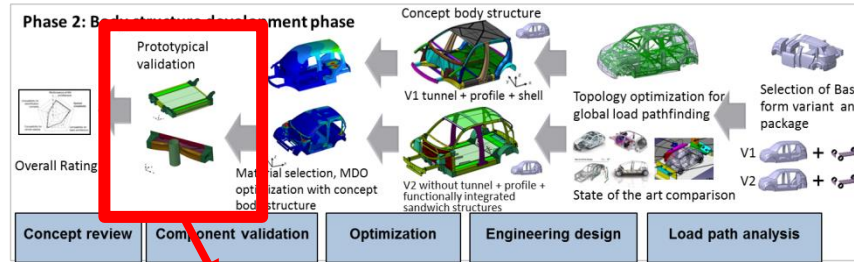 Phase 2: Body structure development phase
Concept body structure
Prototypical
validation
V1 tunnel + profile + shell
Selection of Bas
form variant an
package
Topology optimization for
global load pathfinding
V1
+
V2
+
Overall Rating
Material selection, MDO
optimization with concept
body structure
V2 without tunnel + profile +
functionally integrated
sandwich structures
State of the art comparison
Concept review
Component validation
Optimization
Engineering design
Load path analysis